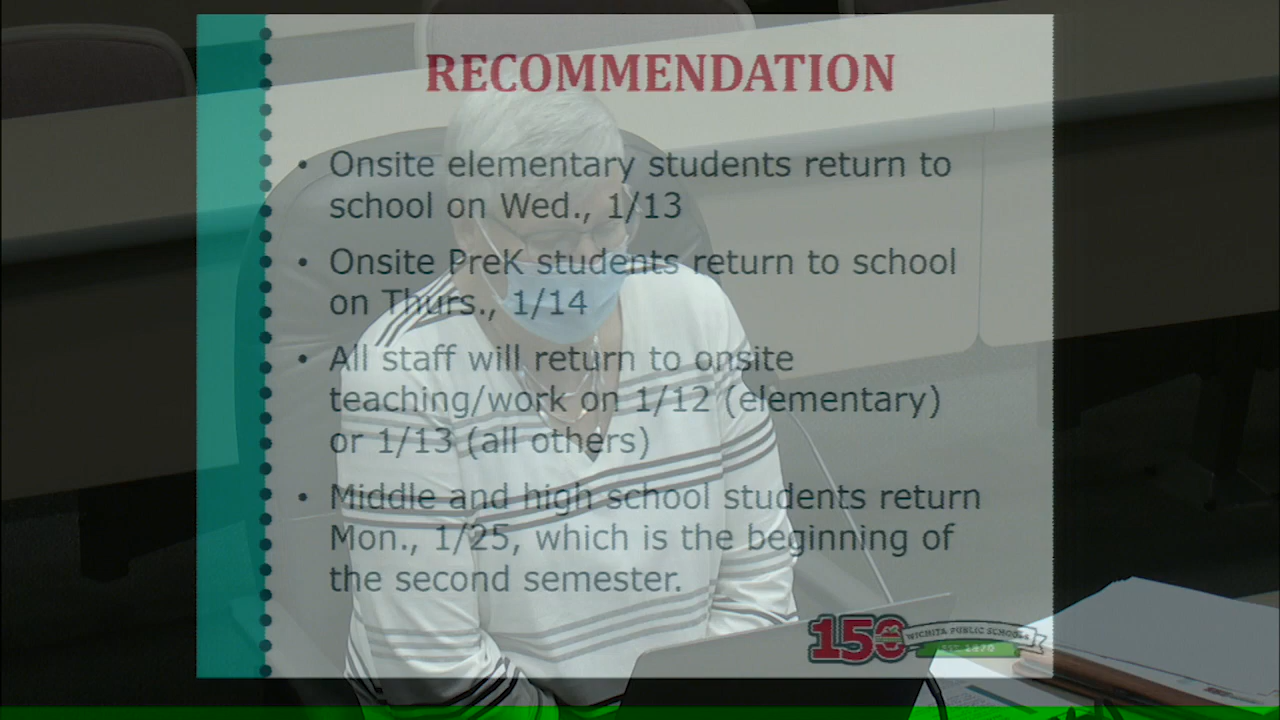 RECOMMENDATION
• Onsite elementary students return to
school on Wed., 1/13
• Onsite PreK students return to school
on Thurs., 1/14
• All staff will return to onsite
teaching/work on 1/12 (elementary)
or 1/13 (all others)
• Middle and high school students return
Mon., 1/25, which is the beginning of
the second semester.
150 WICHITA PUBLIC SCHOOLS
EST. 1870